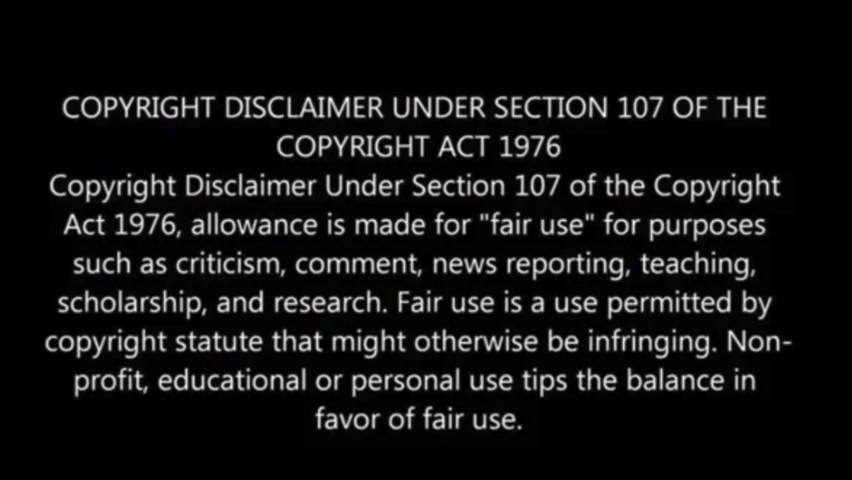 COPYRIGHT DISCLAIMER UNDER SECTION 107 OF THE
COPYRIGHT ACT 1976
Copyright Disclaimer Under Section 107 of the Copyright
Act 1976, allowance is made for "fair use" for purposes
such as criticism, comment, news reporting, teaching,
scholarship, and research. Fair use is a use permitted by
copyright statute that might otherwise be infringing. Non-
profit, educational or personal use tips the balance in
favor of fair use.